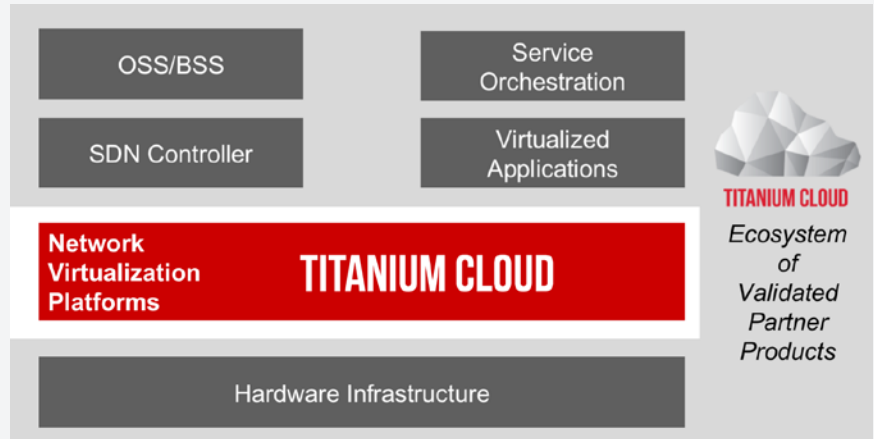 OSS/BSS
Service
Orchestration
SDN Controller
Virtualized
Applications
Network
Virtualization
Platforms
TITANIUM CLOUD
Hardware Infrastructure
TITANIUM CLOUD
Ecosystem
of
Validated
Partner
Products